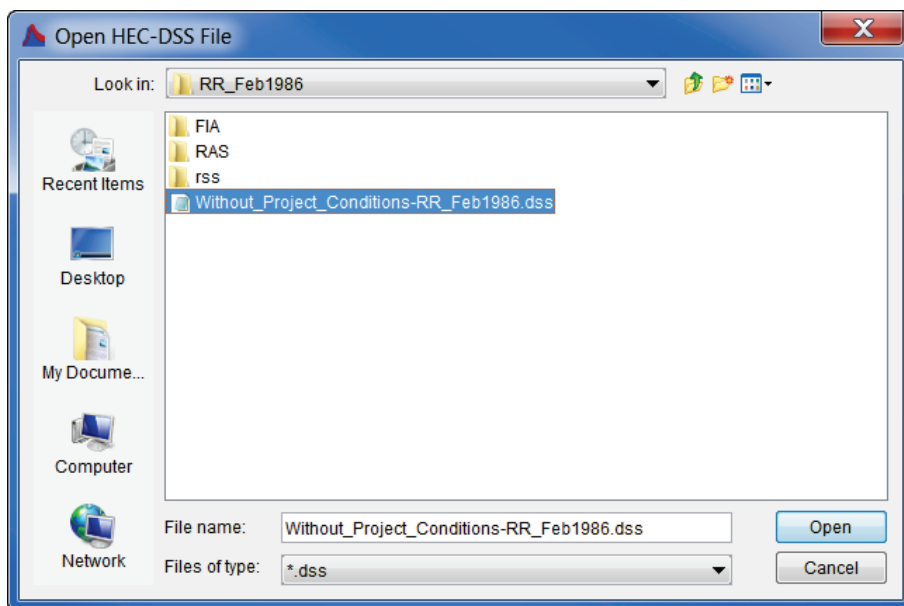 Open HEC-DSS File
X
Look in:
RR_Feb1986
Recent Items
Desktop
My Docume...
Computer
Network
FIA
RAS
rss
Without_Project_Conditions-RR_Feb1986.dss
File name:
Without_Project_Conditions-RR_Feb1986.dss
Open
Files of type:
*.dss
Cancel